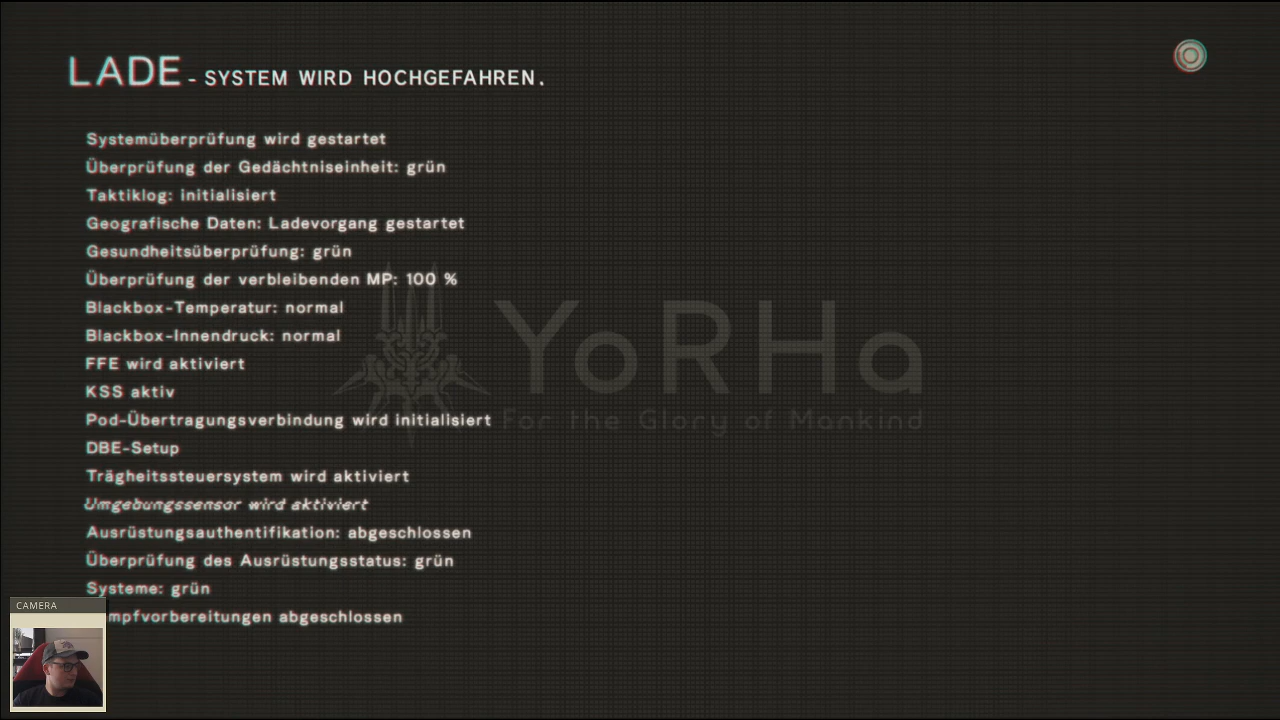 LADE - SYSTEM WIRD HOCHGEFAHREN.
Systemüberprüfung wird gestartet
Überprüfung der Gedächtniseinheit: grün
Taktiklog: initialisiert
Geografische Daten: Ladevorgang gestartet
Gesundheitsüberprüfung: grün
Überprüfung der verbleibenden MP: 100 %
Blackbox-Temperatur: normal
Blackbox-Innendruck: normal
FFE wird aktiviert
KSS aktiv
Pod-Übertragungsverbindung wird initialisiert
DBE-Setup
Trägheitssteuersystem wird aktiviert
Umgebungssensor wird aktiviert
Ausrüstungsauthentifikation: abgeschlossen
Überprüfung des Ausrüstungsstatus: grün
Systeme: grün
mpfvorbereitungen abgeschlossen
YoRHa
For the Glory of Mankind
CAMERA